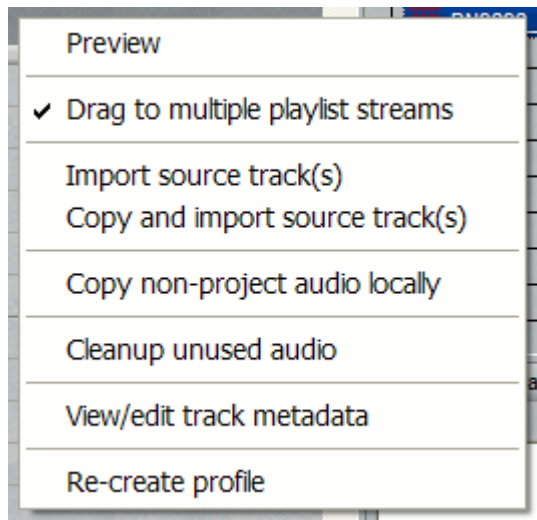 Preview
Drag to multiple playlist streams
Import source track(s)
Copy and import source track(s)
Copy non-project audio locally
Cleanup unused audio
View/edit track metadata
Re-create profile